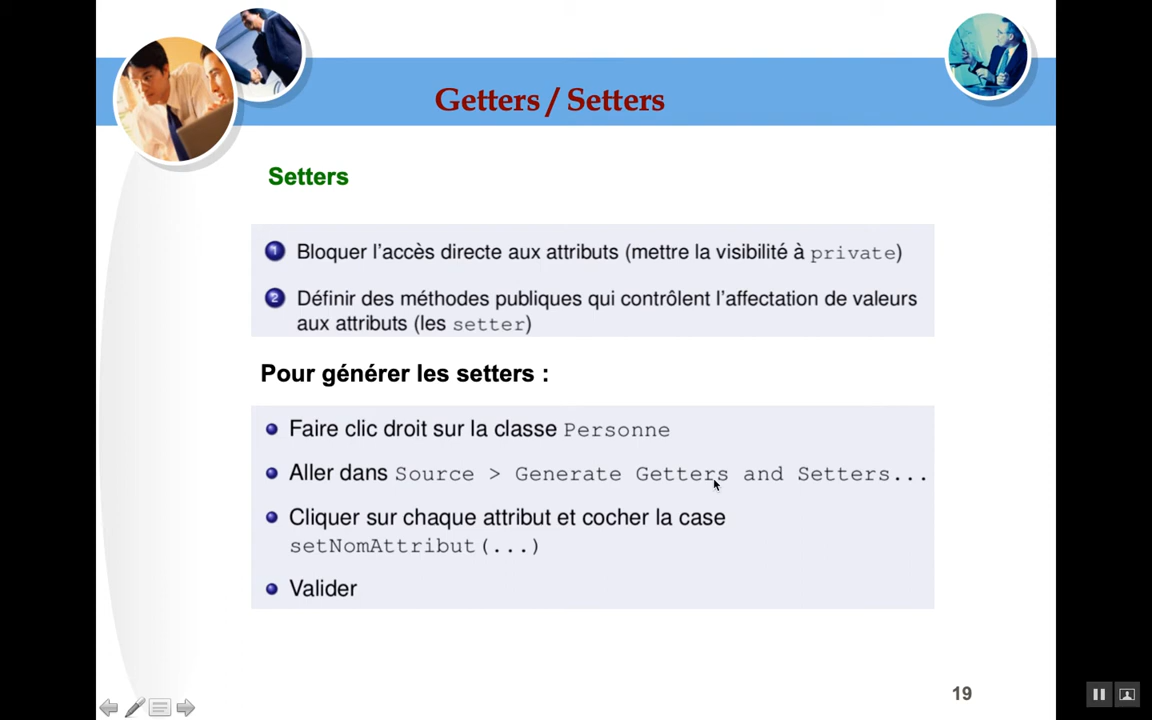 Getters / Setters
Setters
1 Bloquer l'accès directe aux attributs (mettre la visibilité à private)
2 Définir des méthodes publiques qui contrôlent l'affectation de valeurs
aux attributs (les setter)
Pour générer les setters :
Faire clic droit sur la classe Personne
Aller dans Source > Generate Getters and Setters...
Cliquer sur chaque attribut et cocher la case
setNomAttribut(...)
Valider
19